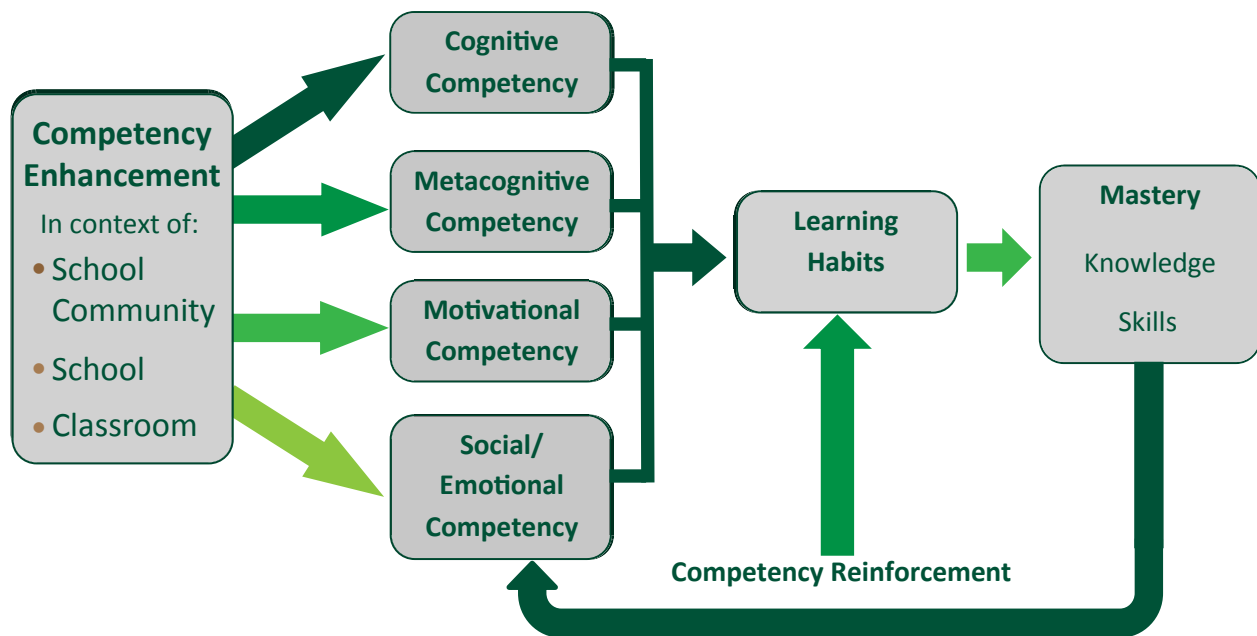 Competency
Enhancement
In context of:
• School
Community
• School
• Classroom
Cognitive
Competency
Metacognitive
Competency
Motivational
Competency
Social/
Emotional
Competency
Learning
Habits
Mastery
Knowledge
Skills
Competency Reinforcement